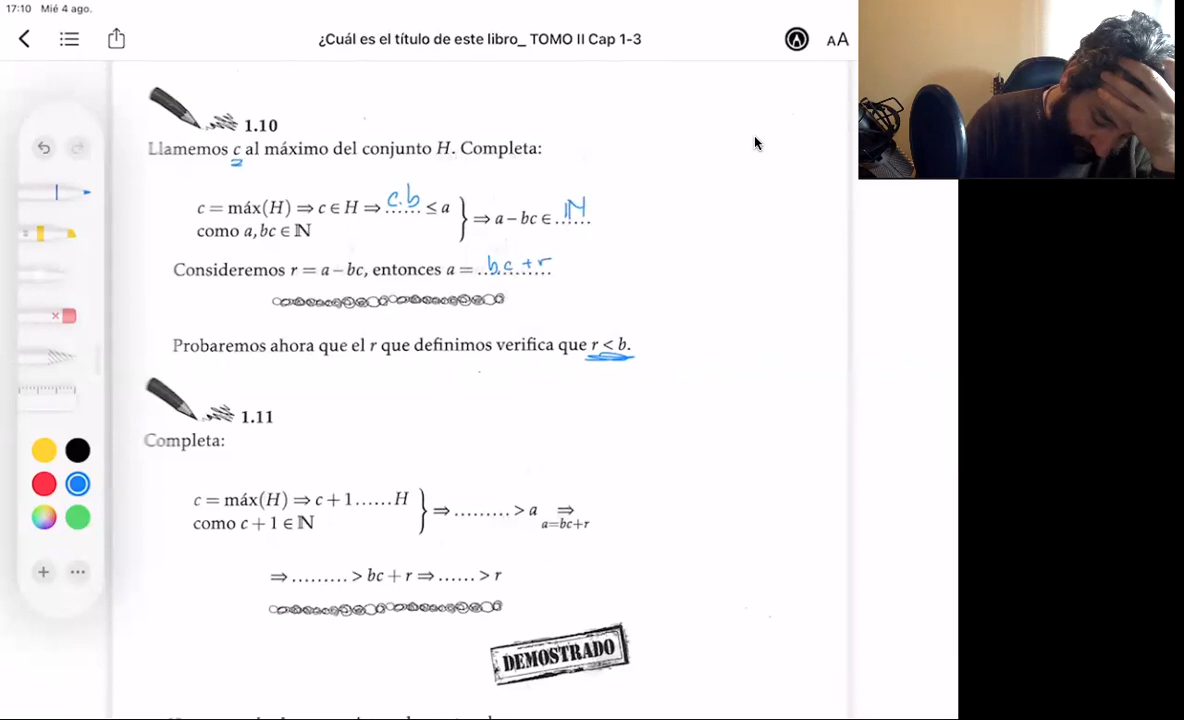 17:10 Mié 4 ago.
¿Cuál es el título de este libro_ TOMO II Cap 1-3
AA
1.10
Llamemos c al máximo del conjunto H. Completa:
c = máx(H) ⇒ c ∈ H ⇒ c.b ≤ a
como a, bc ∈ ℕ
⇒ a − bc ∈ ℕ
Consideremos r = a − bc, entonces a = bc + r
Probaremos ahora que el r que definimos verifica que r < b.
1.11
Completa:
c = máx(H) ⇒ c + 1 ...... H
como c + 1 ∈ ℕ
⇒ ......... > a ⇒
a=bc+r
⇒ ......... > bc + r ⇒ ...... > r
DEMOSTRADO